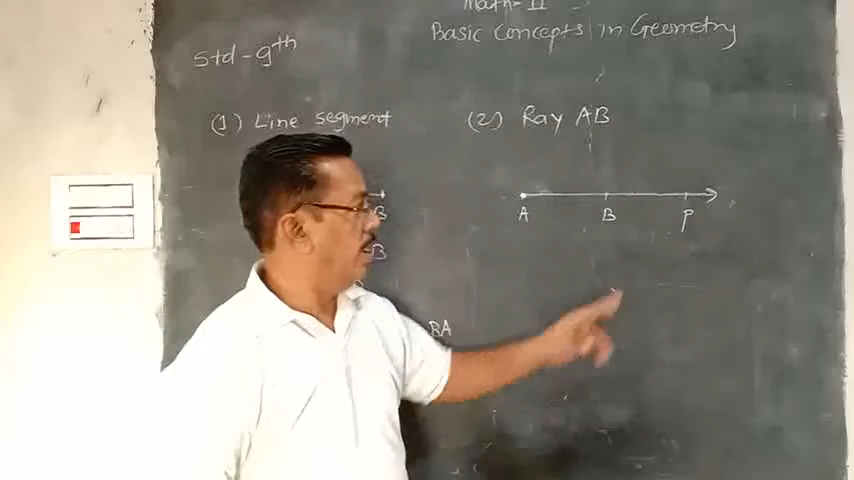 Math-II
Basic Concepts in Geometry
Std-9th
(1) Line segment
(2) Ray AB
B
A B P
B
BA